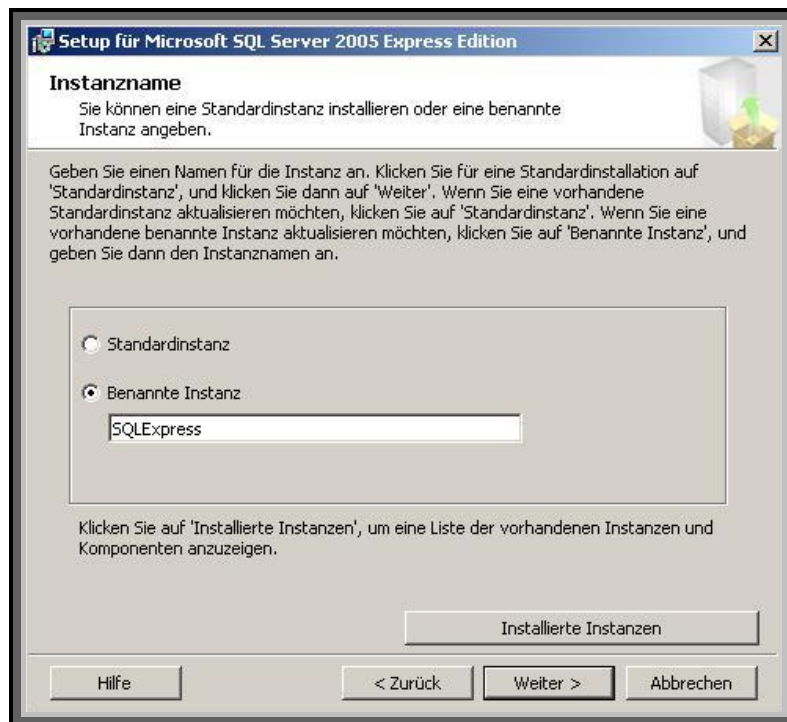 Setup für Microsoft SQL Server 2005 Express Edition
Instanzname
Sie können eine Standardinstanz installieren oder eine benannte
Instanz angeben.
Geben Sie einen Namen für die Instanz an. Klicken Sie für eine Standardinstallation auf
'Standardinstanz', und klicken Sie dann auf 'Weiter'. Wenn Sie eine vorhandene
Standardinstanz aktualisieren möchten, klicken Sie auf 'Standardinstanz'. Wenn Sie eine
vorhandene benannte Instanz aktualisieren möchten, klicken Sie auf 'Benannte Instanz', und
geben Sie dann den Instanznamen an.
Standardinstanz
Benannte Instanz
SQLExpress
Klicken Sie auf 'Installierte Instanzen', um eine Liste der vorhandenen Instanzen und
Komponenten anzuzeigen.
Installierte Instanzen
Hilfe
< Zurück
Weiter >
Abbrechen